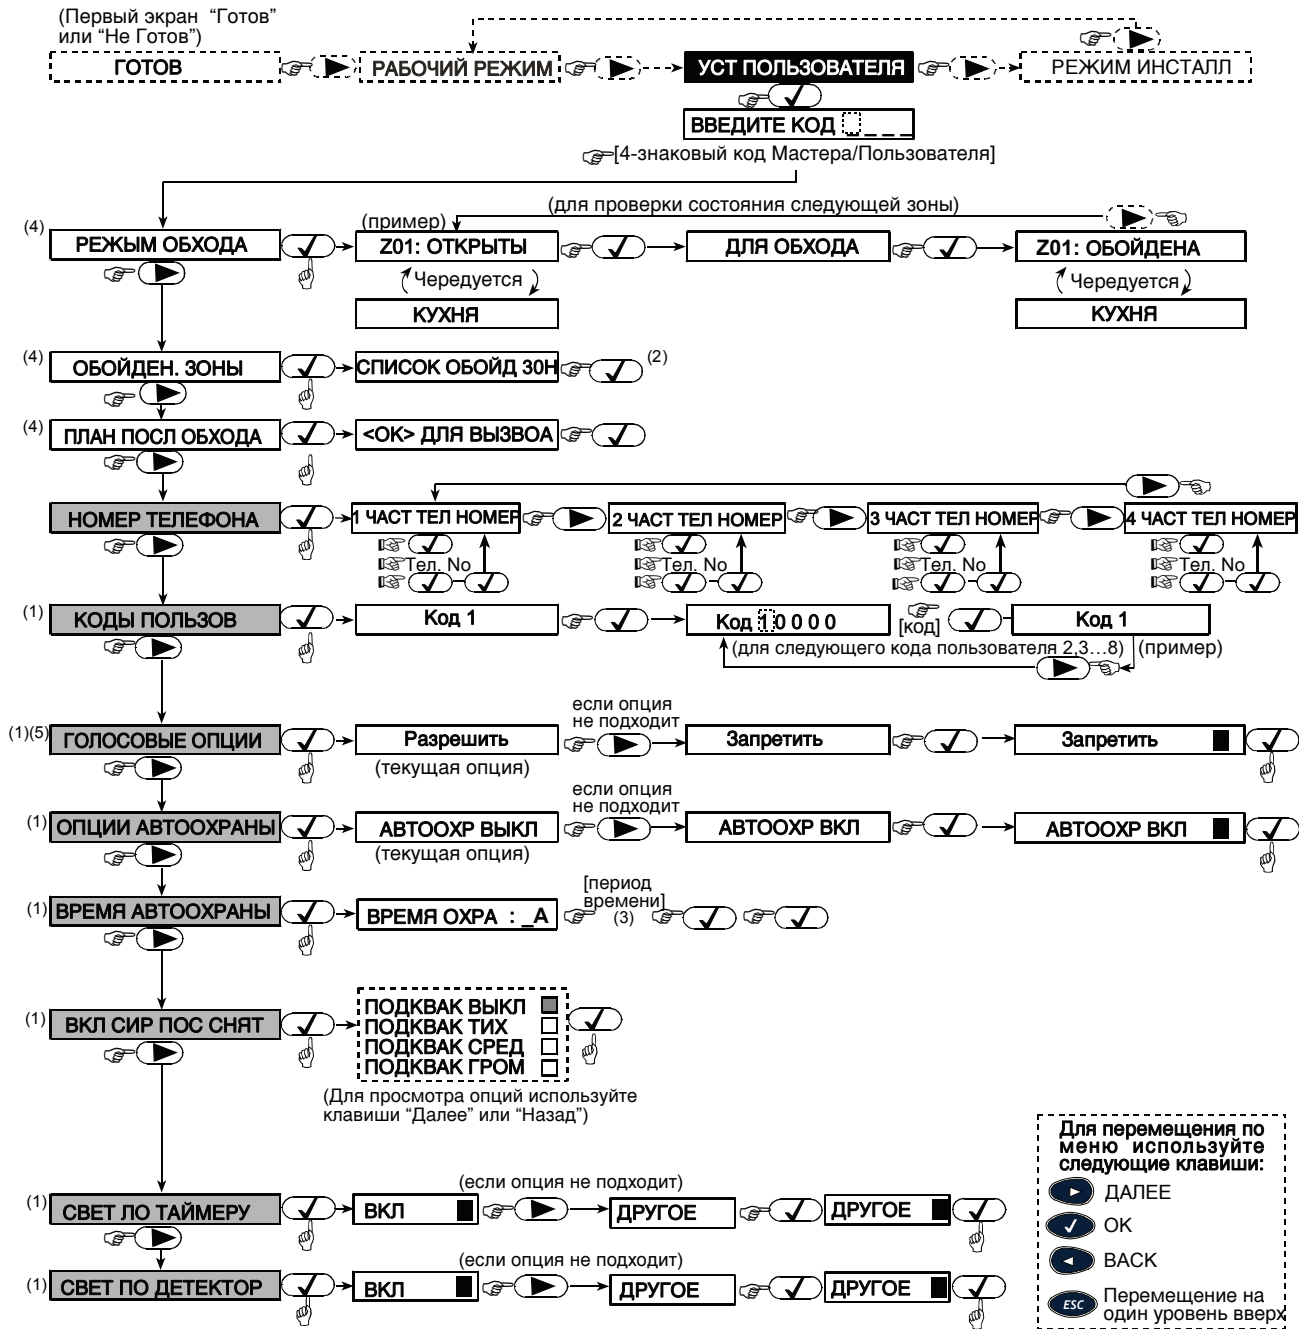 (Первый экран “Готов”
или “Не Готов”)
ГОТОВ
РАБОЧИЙ РЕЖИМ
УСТ ПОЛЬЗОВАТЕЛЯ
РЕЖИМ ИНСТАЛЛ
ВВЕДИТЕ КОД _ _ _ _
[4-знаковый код Мастера/Пользователя]
(для проверки состояния следующей зоны)
(пример)
(4) РЕЖЫМ ОБХОДА
Z01: ОТКРЫТЫ
ДЛЯ ОБХОДА
Z01: ОБОЙДЕНА
Чередуется
Чередуется
КУХНЯ
КУХНЯ
(4) ОБОЙДЕН. ЗОНЫ
СПИСОК ОБОЙД ЗОН
(2)
(4) ПЛАН ПОСЛ ОБХОДА
<ОК> ДЛЯ ВЫЗВОА
НОМЕР ТЕЛЕФОНА
1 ЧАСТ ТЕЛ НОМЕР
2 ЧАСТ ТЕЛ НОМЕР
3 ЧАСТ ТЕЛ НОМЕР
4 ЧАСТ ТЕЛ НОМЕР
Тел. No
Тел. No
Тел. No
Тел. No
(1) КОДЫ ПОЛЬЗОВ
Код 1
Код 1 0 0 0 0
[код]
Код 1
(для следующего кода пользователя 2,3…8)
(пример)
(1)(5) ГОЛОСОВЫЕ ОПЦИИ
Разрешить
(текущая опция)
если опция
не подходит
Запретить
Запретить
(1) ОПЦИИ АВТООХРАНЫ
АВТООХР ВЫКЛ
(текущая опция)
если опция
не подходит
АВТООХР ВКЛ
АВТООХР ВКЛ
(1) ВРЕМЯ АВТООХРАНЫ
ВРЕМЯ ОХРА : _А
[период
времени]
(3)
(1) ВКЛ СИР ПОС СНЯТ
ПОДКВАК ВЫКЛ
ПОДКВАК ТИХ
ПОДКВАК СРЕД
ПОДКВАК ГРОМ
(Для просмотра опций используйте
клавиши “Далее” или “Назад”)
(1) СВЕТ ЛО ТАЙМЕРУ
ВКЛ
(если опция не подходит)
ДРУГОЕ
ДРУГОЕ
(1) СВЕТ ПО ДЕТЕКТОР
ВКЛ
(если опция не подходит)
ДРУГОЕ
ДРУГОЕ
Для перемещения по
меню используйте
следующие клавиши:
ДАЛЕЕ
ОК
BACK
ESC Перемещение на
один уровень вверх